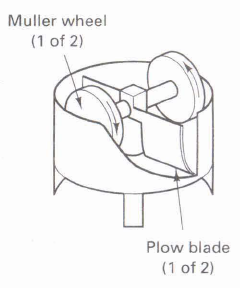 Muller wheel
(1 of 2)
Plow blade
(1 of 2)